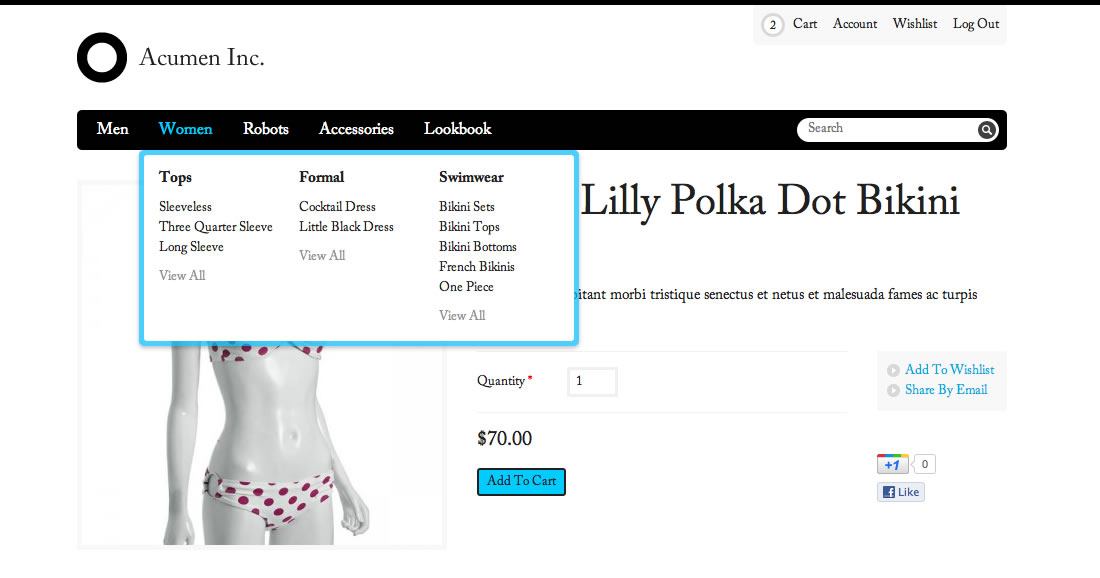 2 Cart Account Wishlist Log Out
Acumen Inc.
Men Women Robots Accessories Lookbook Search
Tops
Sleeveless
Three Quarter Sleeve
Long Sleeve
View All
Formal
Cocktail Dress
Little Black Dress
View All
Swimwear
Bikini Sets
Bikini Tops
Bikini Bottoms
French Bikinis
One Piece
View All
Lilly Polka Dot Bikini
morbi tristique senectus et netus et malesuada fames ac turpis
Quantity * 1
$70.00
Add To Cart
Add To Wishlist
Share By Email
+1 0
f Like